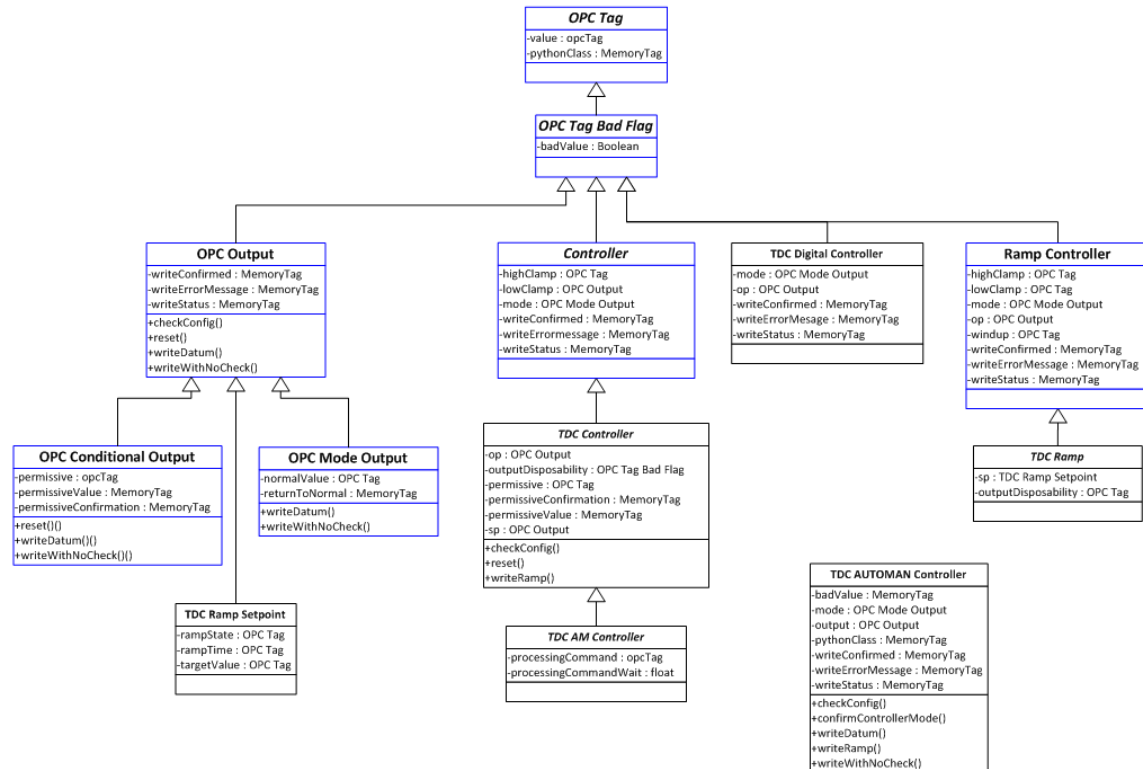 OPC Tag
-value : opcTag
-pythonClass : MemoryTag
OPC Tag Bad Flag
-badValue : Boolean
OPC Output
-writeConfirmed : MemoryTag
-writeErrorMessage : MemoryTag
-writeStatus : MemoryTag
+checkConfig()
+reset()
+writeDatum()
+writeWithNoCheck()
Controller
-highClamp : OPC Tag
-lowClamp : OPC Output
-mode : OPC Mode Output
-writeConfirmed : MemoryTag
-writeErrormessage : MemoryTag
-writeStatus : MemoryTag
TDC Digital Controller
-mode : OPC Mode Output
-op : OPC Output
-writeConfirmed : MemoryTag
-writeErrorMesage : MemoryTag
-writeStatus : MemoryTag
Ramp Controller
-highClamp : OPC Tag
-lowClamp : OPC Tag
-mode : OPC Mode Output
-op : OPC Output
-windup : OPC Tag
-writeConfirmed : MemoryTag
-writeErrorMessage : MemoryTag
-writeStatus : MemoryTag
OPC Conditional Output
-permissive : opcTag
-permissiveValue : MemoryTag
-permissiveConfirmation : MemoryTag
+reset()()
+writeDatum()()
+writeWithNoCheck()()
OPC Mode Output
-normalValue : OPC Tag
-returnToNormal : MemoryTag
+writeDatum()
+writeWithNoCheck()
TDC Controller
-op : OPC Output
-outputDisposability : OPC Tag Bad Flag
-permissive : OPC Tag
-permissiveConfirmation : MemoryTag
-permissiveValue : MemoryTag
-sp : OPC Output
+checkConfig()
+reset()
+writeRamp()
TDC Ramp
-sp : TDC Ramp Setpoint
-outputDisposability : OPC Tag
TDC Ramp Setpoint
-rampState : OPC Tag
-rampTime : OPC Tag
-targetValue : OPC Tag
TDC AM Controller
-processingCommand : opcTag
-processingCommandWait : float
TDC AUTOMAN Controller
-badValue : MemoryTag
-mode : OPC Mode Output
-output : OPC Output
-pythonClass : MemoryTag
-writeConfirmed : MemoryTag
-writeErrorMessage : MemoryTag
-writeStatus : MemoryTag
+checkConfig()
+confirmControllerMode()
+writeDatum()
+writeRamp()
+writeWithNoCheck()